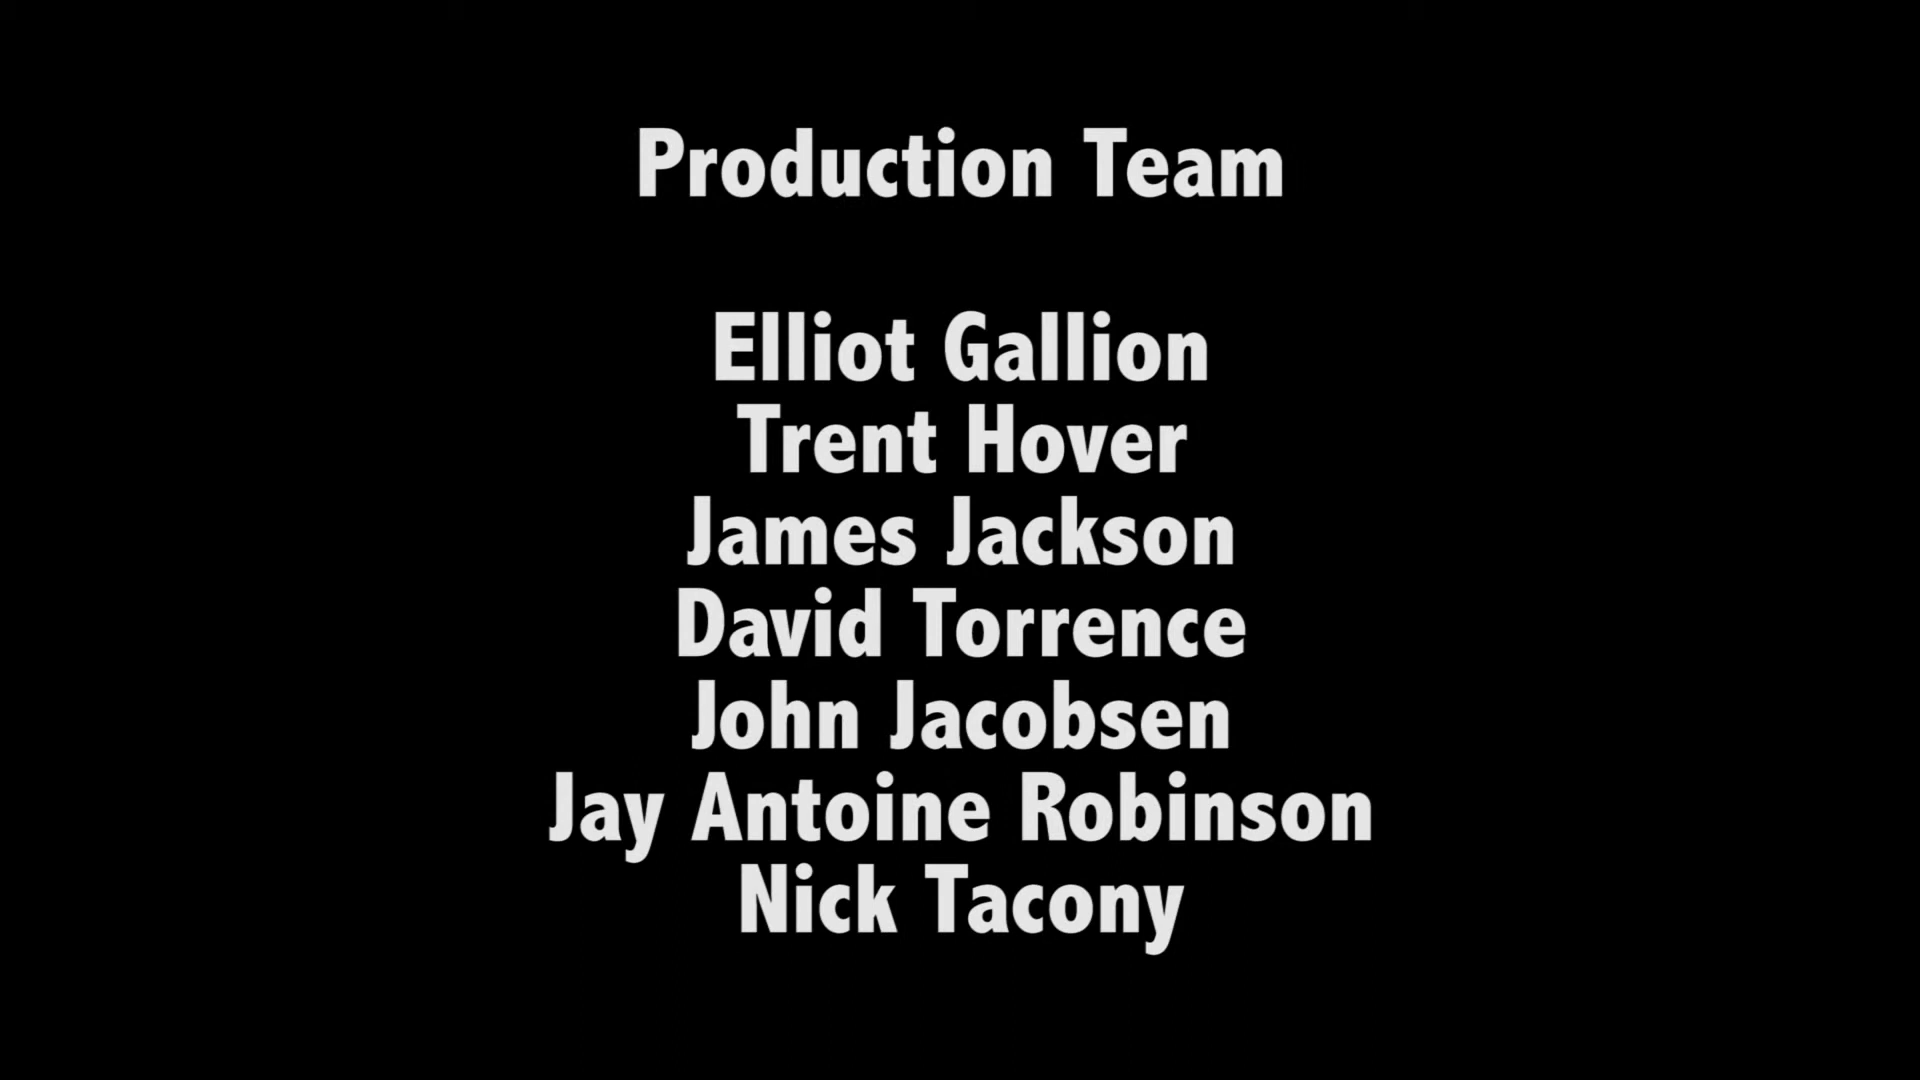 Production Team
Elliot Gallion
Trent Hover
James Jackson
David Torrence
John Jacobsen
Jay Antoine Robinson
Nick Tacony